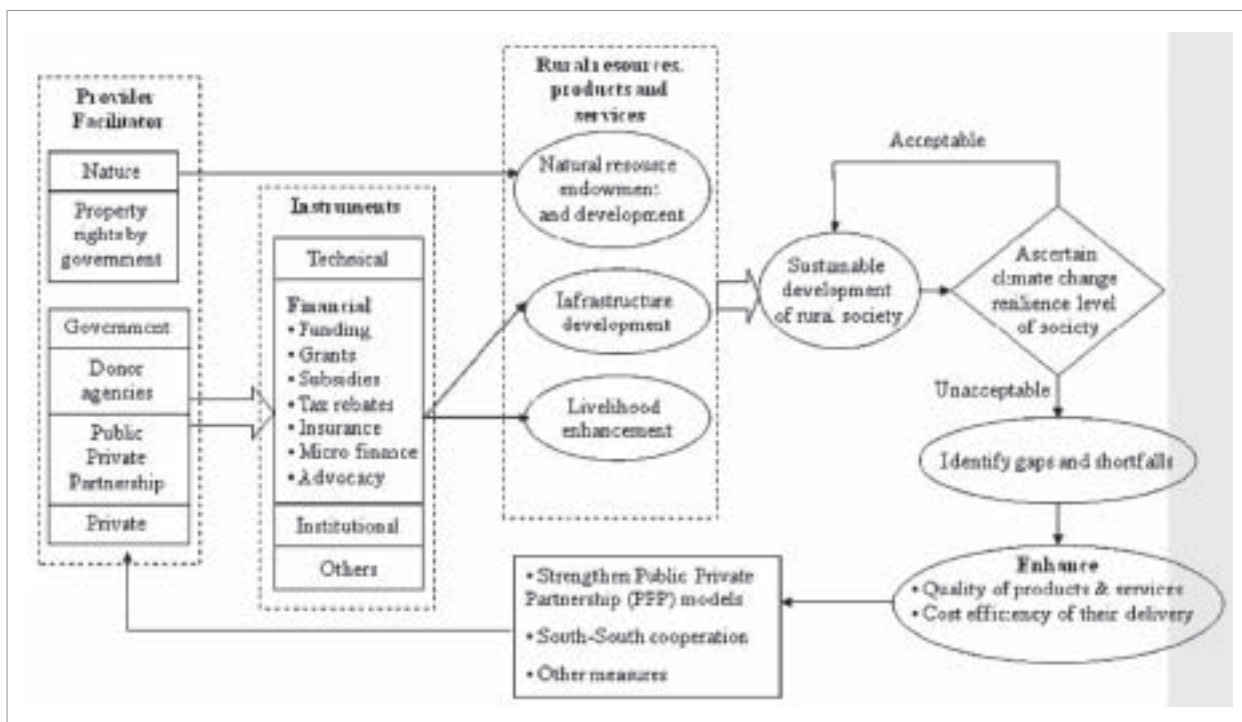 Provider
Facilitator
Nature
Property
rights by
government
Government
Donor
agencies
Public
Private
Partnership
Private
Instruments
Technical
Financial
• Funding
• Grants
• Subsidies
• Tax rebates
• Insurance
• Micro finance
• Advocacy
Institutional
Others
Rural resources,
products and
services
Natural resource
endowment
and development
Infrastructure
development
Livelihood
enhancement
Sustainable
development
of rural society
Acceptable
Ascertain
climate change
resilience level
of society
Unacceptable
Identify gaps and shortfalls
Enhance
• Quality of products & services
• Cost efficiency of their delivery
• Strengthen Public Private
Partnership (PPP) models
• South-South cooperation
• Other measures